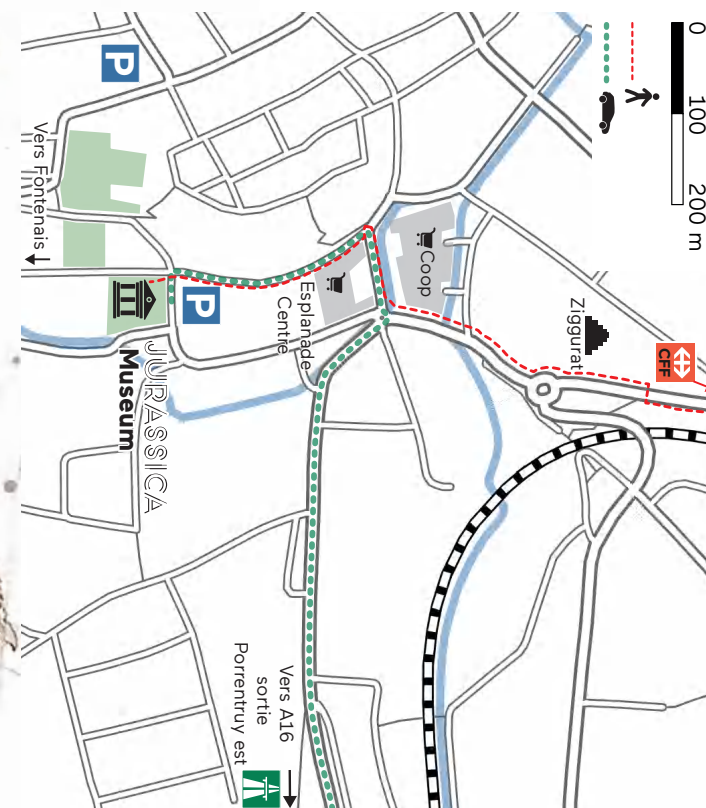 0 100 200 m
P
Vers Fontenais
P
JURASSICA
Museum
Esplanade
Centre
Coop
Ziggurat
CFF
Vers A16
sortie
Porrentruy est